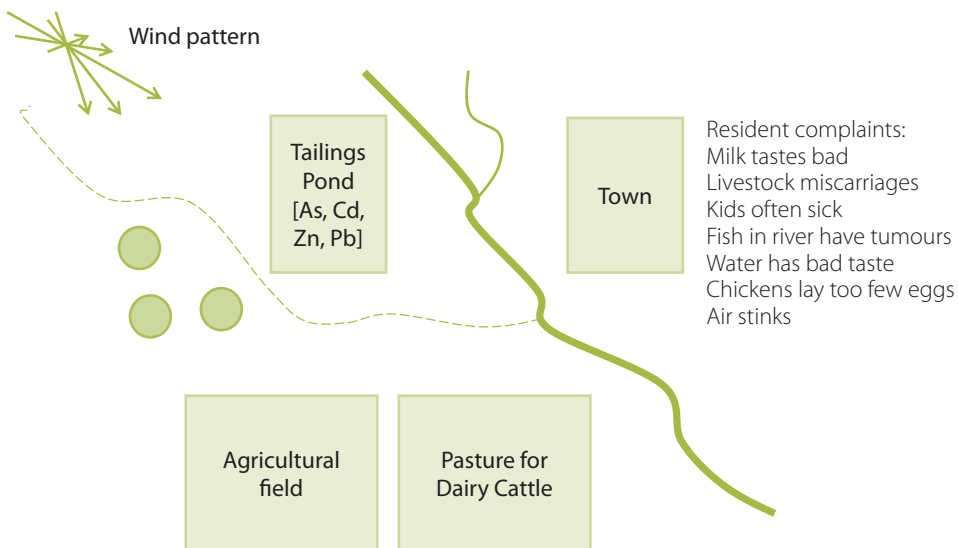 Wind pattern
Tailings
Pond
[As, Cd,
Zn, Pb]
Town
Resident complaints:
Milk tastes bad
Livestock miscarriages
Kids often sick
Fish in river have tumours
Water has bad taste
Chickens lay too few eggs
Air stinks
Agricultural
field
Pasture for
Dairy Cattle